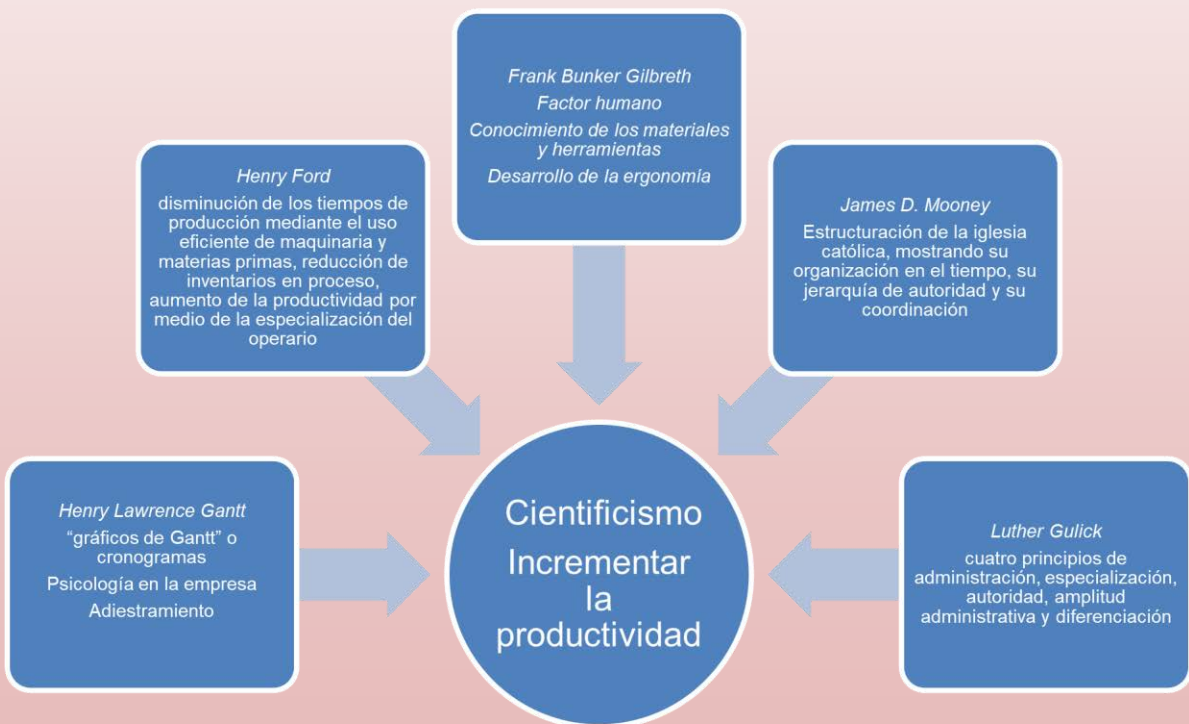 Frank Bunker Gilbreth
Factor humano
Conocimiento de los materiales
y herramientas
Desarrollo de la ergonomía
Henry Ford
disminución de los tiempos de
producción mediante el uso
eficiente de maquinaria y
materias primas, reducción de
inventarios en proceso,
aumento de la productividad por
medio de la especialización del
operario
James D. Mooney
Estructuración de la iglesia
católica, mostrando su
organización en el tiempo, su
jerarquía de autoridad y su
coordinación
Henry Lawrence Gantt
“gráficos de Gantt” o
cronogramas
Psicología en la empresa
Adiestramiento
Cientificismo
Incrementar
la
productividad
Luther Gulick
cuatro principios de
administración, especialización,
autoridad, amplitud
administrativa y diferenciación